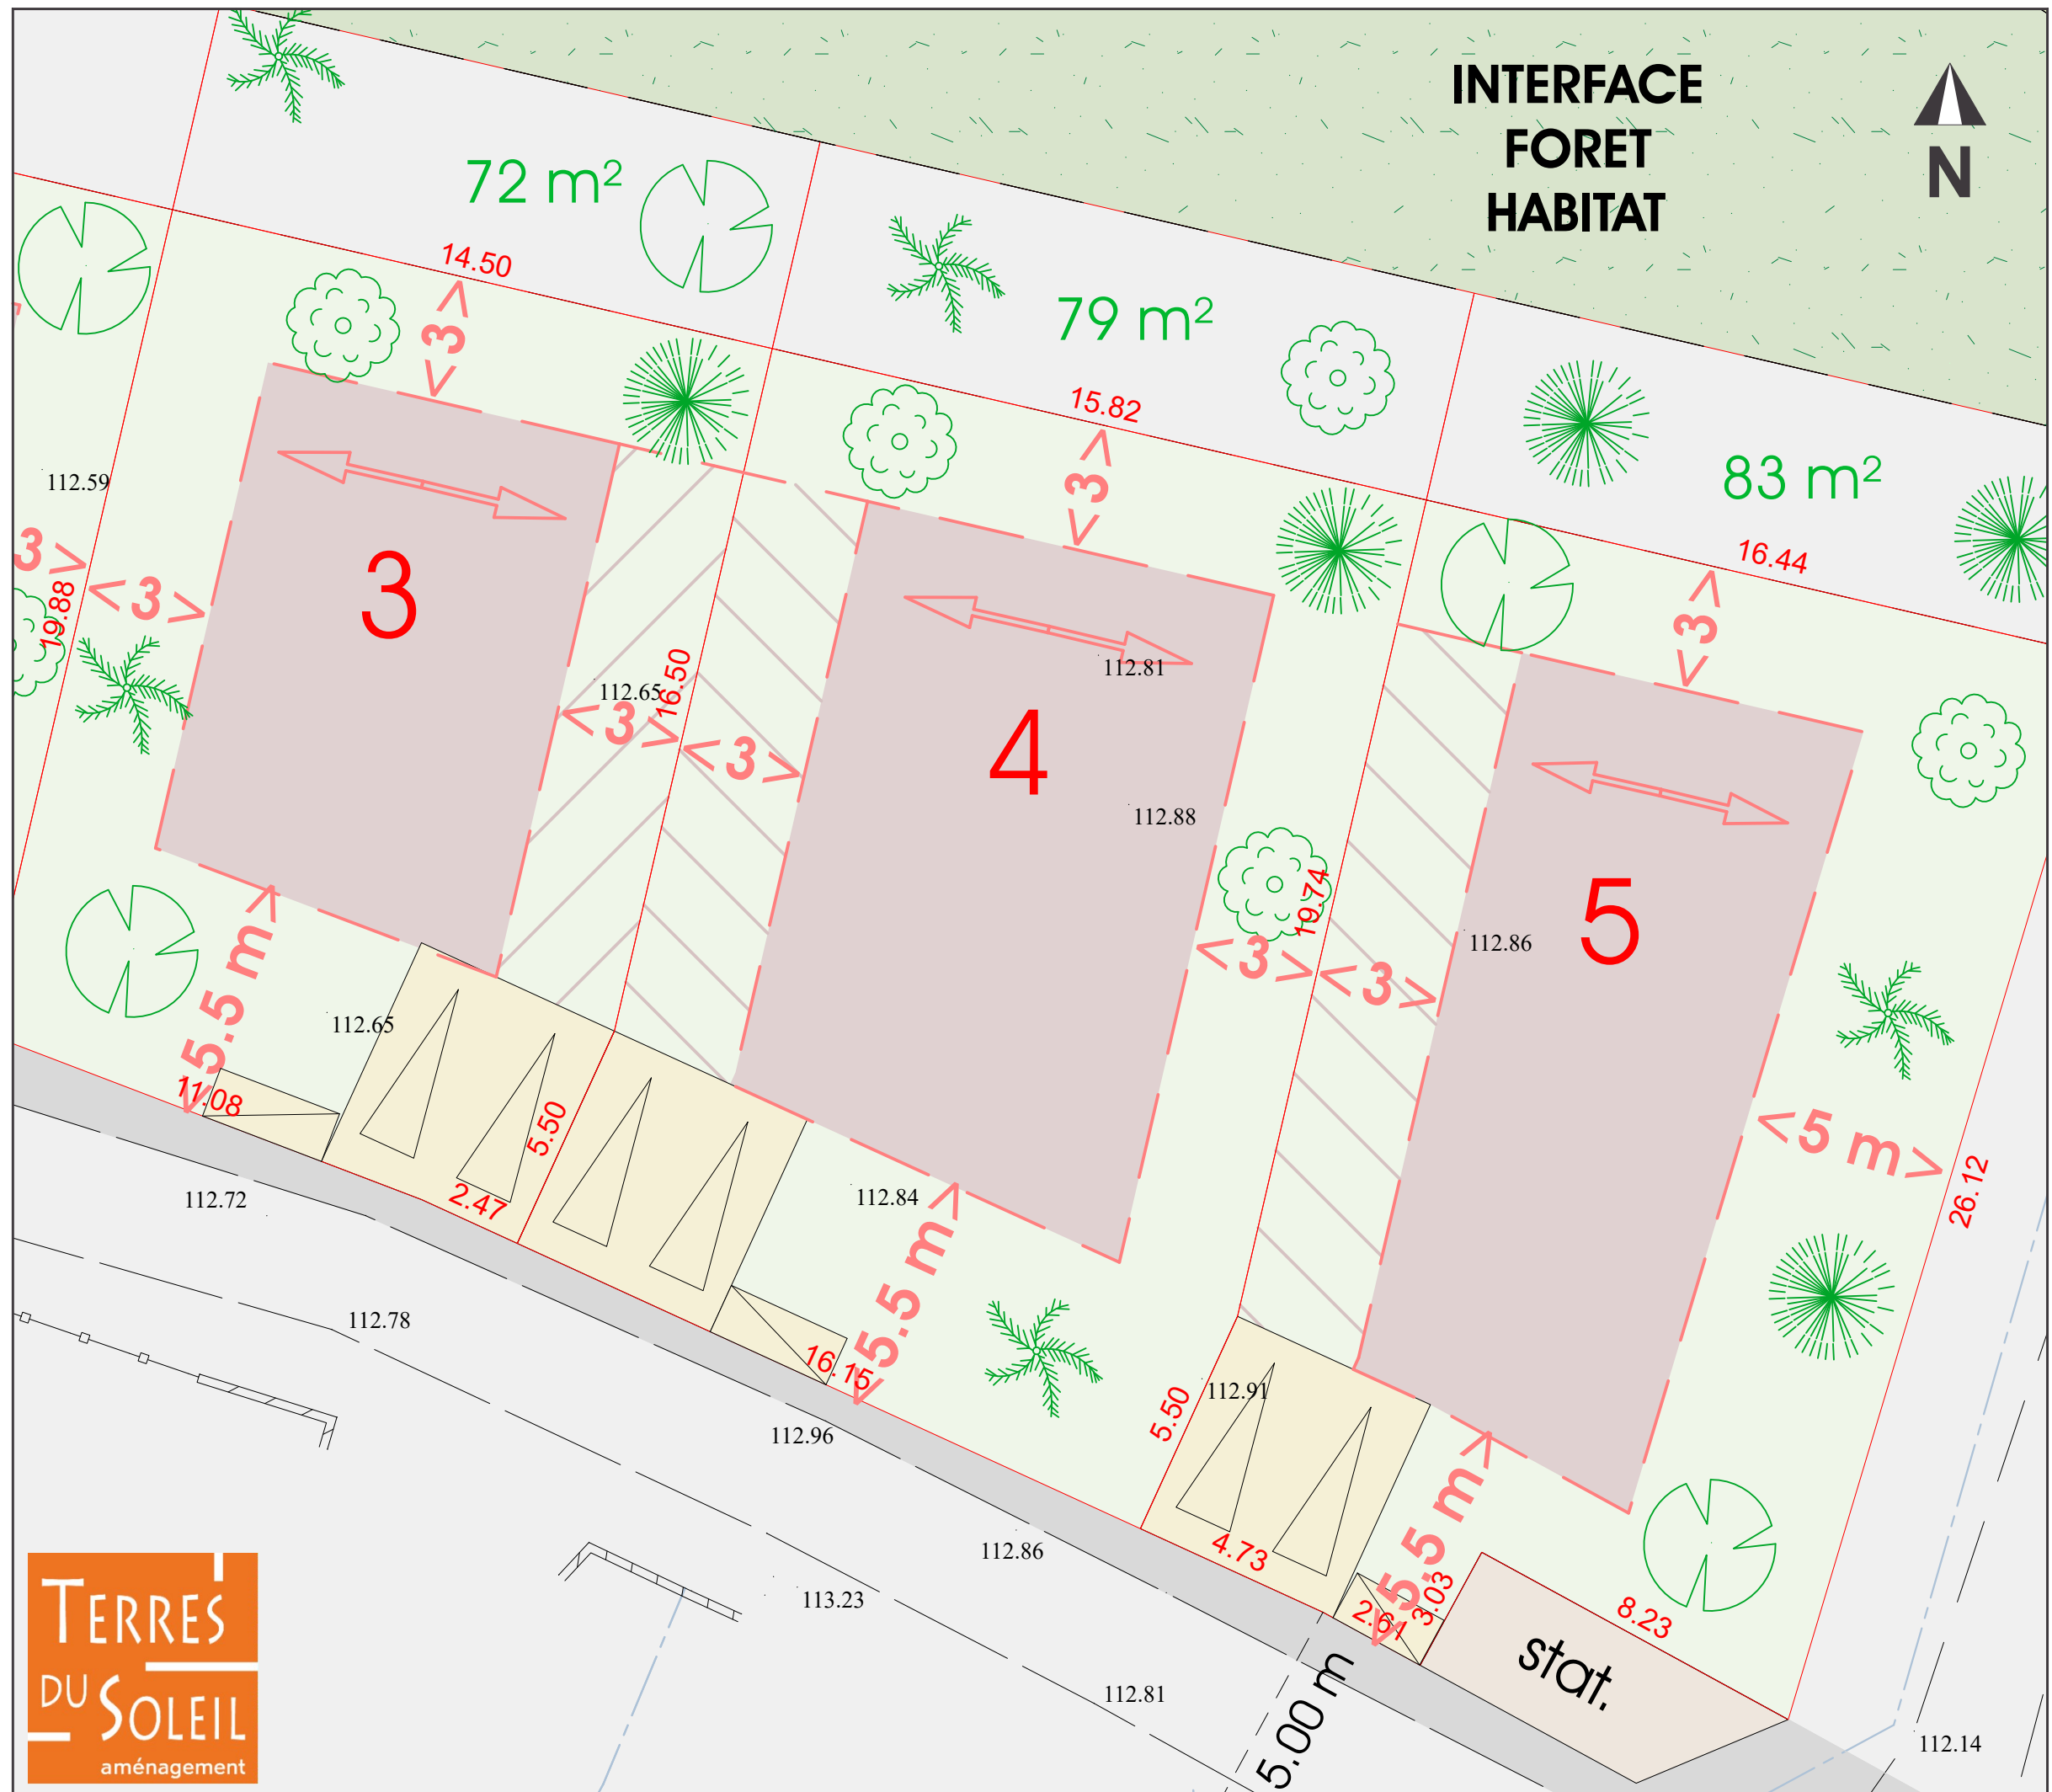 INTERFACE
FORET
HABITAT
N
72 m²
14.50
<3>
79 m²
15.82
<3>
83 m²
16.44
<3>
112.59
3>
<3>
19.88
3
112.65
16.50
<3>
<3>
4
112.81
112.88
19.74
<3>
<3>
5
112.86
<5 m>
26.12
<5.5 m>
11.08
112.65
2.47
5.50
112.84
<5.5 m>
16.15
112.91
5.50
4.73
<5.5 m>
2.61
3.03
8.23
stat.
112.72
112.78
112.96
112.86
113.23
112.81
5.00 m
112.14
TERRES
DU SOLEIL
aménagement